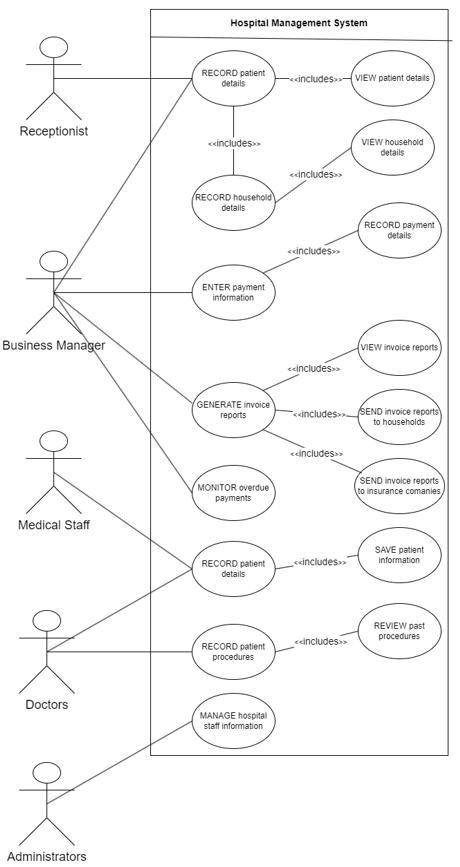 Hospital Management System
RECORD patient
details
<<includes>>
VIEW patient details
Receptionist
<<includes>>
VIEW household
details
<<includes>>
RECORD household
details
RECORD payment
details
<<includes>>
ENTER payment
information
Business Manager
VIEW invoice reports
<<includes>>
GENERATE invoice
reports
<<includes>>
SEND invoice reports
to households
<<includes>>
SEND invoice reports
to insurance comanies
MONITOR overdue
payments
Medical Staff
RECORD patient
details
<<includes>>
SAVE patient
information
REVIEW past
procedures
<<includes>>
RECORD patient
procedures
Doctors
MANAGE hospital
staff information
Administrators